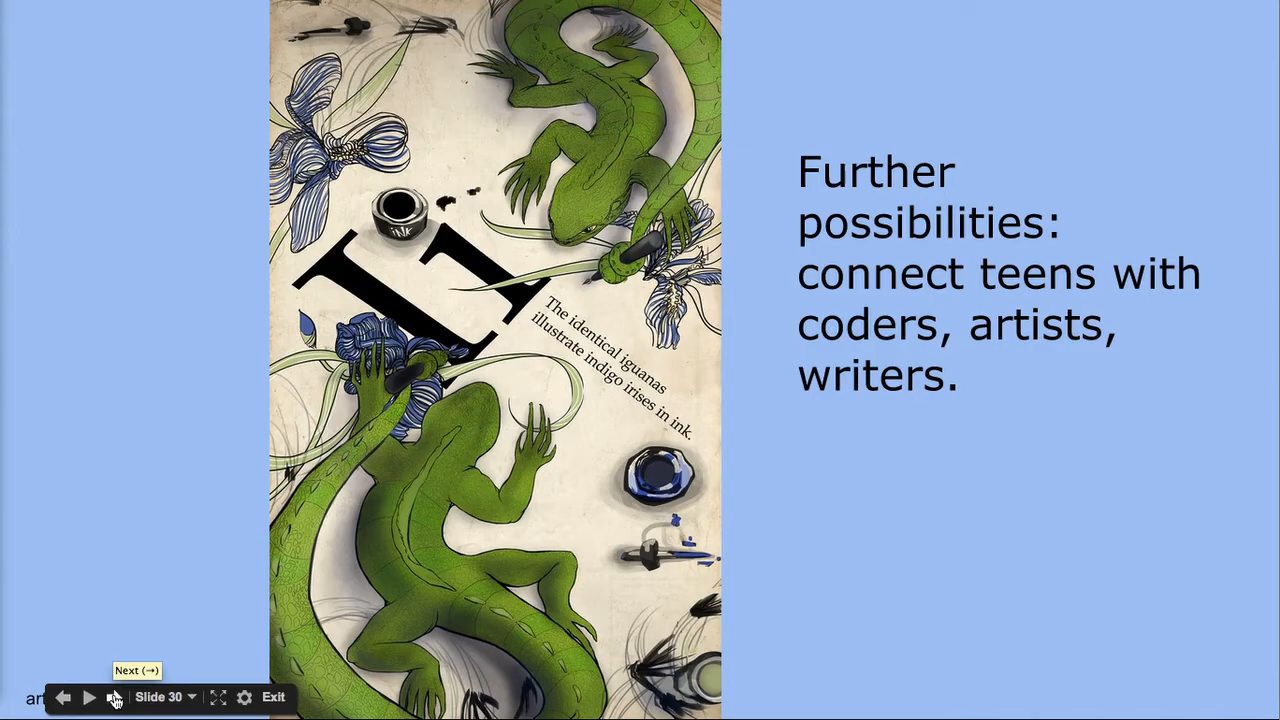 INK
Ii
The identical iguanas
illustrate indigo irises in ink.
Further
possibilities:
connect teens with
coders, artists,
writers.
Next (→)
Slide 30
Exit